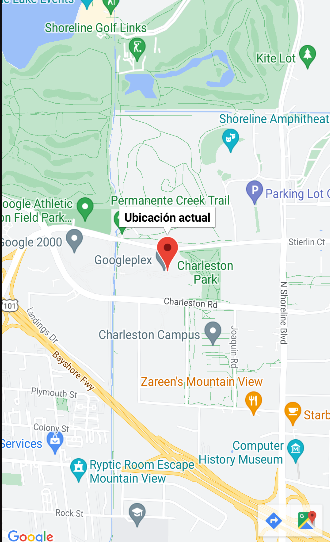 Lake Events
Shoreline Golf Links
Kite Lot
Shoreline Amphitheat
Google Athletic
on Field Park...
Permanente Creek Trail
Parking Lot C
Ubicación actual
Google 2000
Stierlin Ct
Googleplex
Charleston
Park
Charleston Rd
101
Landings Dr
N Shoreline Blvd
Charleston Campus
Joaquin Rd
Bayshore Fwy
Zareen's Mountain View
Plymouth St
Starb
Colony St
Services
Computer
History Museum
Ryptic Room Escape
Mountain View
Rock St
Google